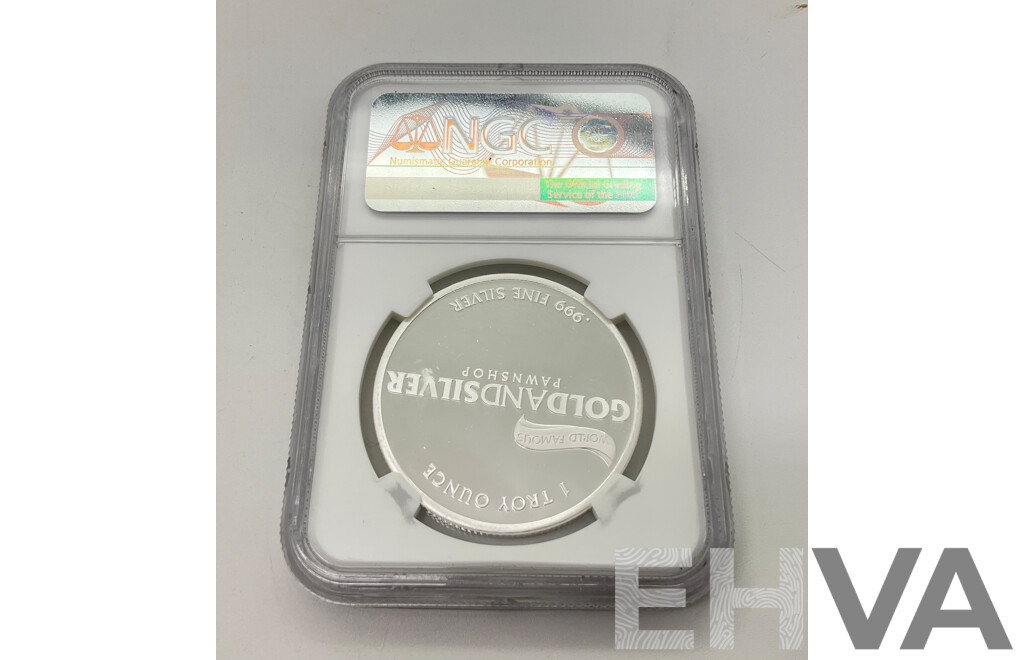 NGC
Numismatic Guaranty Corporation
The Official Grading
Service of the PNG
.999 FINE SILVER
PAWNSHOP
GOLDANDSILVER
WORLD FAMOUS
1 TROY OUNCE
EHVA